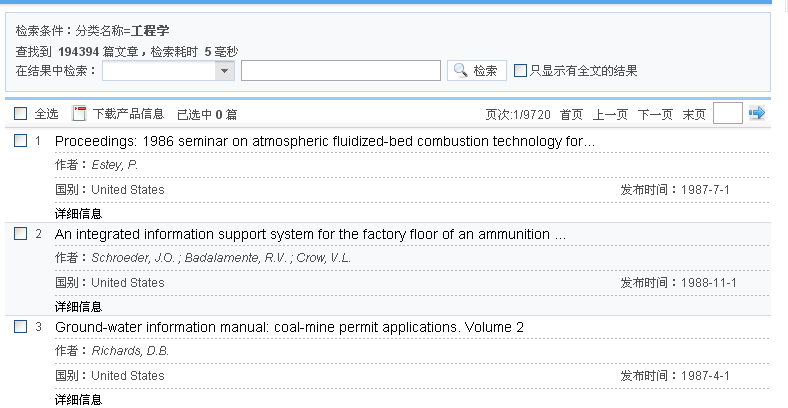 检索条件：分类名称=工程学
查找到 194394 篇文章，检索耗时 5 毫秒
在结果中检索： 检索 只显示有全文的结果
全选 下载产品信息 已选中 0 篇 页次:1/9720 首页 上一页 下一页 末页
1 Proceedings: 1986 seminar on atmospheric fluidized-bed combustion technology for...
作者：Estey, P.
国别：United States 发布时间：1987-7-1
详细信息
2 An integrated information support system for the factory floor of an ammunition ...
作者：Schroeder, J.O. ; Badalamente, R.V. ; Crow, V.L.
国别：United States 发布时间：1988-11-1
详细信息
3 Ground-water information manual: coal-mine permit applications. Volume 2
作者：Richards, D.B.
国别：United States 发布时间：1987-4-1
详细信息